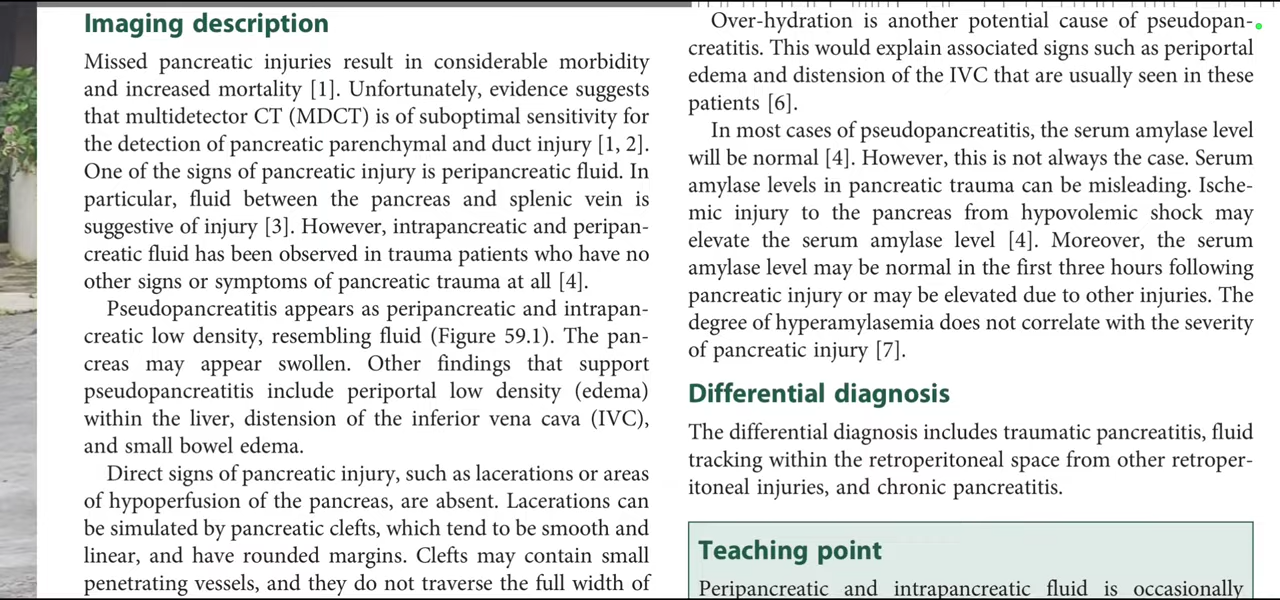 Imaging description
Missed pancreatic injuries result in considerable morbidity
and increased mortality [1]. Unfortunately, evidence suggests
that multidetector CT (MDCT) is of suboptimal sensitivity for
the detection of pancreatic parenchymal and duct injury [1, 2].
One of the signs of pancreatic injury is peripancreatic fluid. In
particular, fluid between the pancreas and splenic vein is
suggestive of injury [3]. However, intrapancreatic and peripan-
creatic fluid has been observed in trauma patients who have no
other signs or symptoms of pancreatic trauma at all [4].
Pseudopancreatitis appears as peripancreatic and intrapan-
creatic low density, resembling fluid (Figure 59.1). The pan-
creas may appear swollen. Other findings that support
pseudopancreatitis include periportal low density (edema)
within the liver, distension of the inferior vena cava (IVC),
and small bowel edema.
Direct signs of pancreatic injury, such as lacerations or areas
of hypoperfusion of the pancreas, are absent. Lacerations can
be simulated by pancreatic clefts, which tend to be smooth and
linear, and have rounded margins. Clefts may contain small
penetrating vessels, and they do not traverse the full width of
Over-hydration is another potential cause of pseudopan-
creatitis. This would explain associated signs such as periportal
edema and distension of the IVC that are usually seen in these
patients [6].
In most cases of pseudopancreatitis, the serum amylase level
will be normal [4]. However, this is not always the case. Serum
amylase levels in pancreatic trauma can be misleading. Ische-
mic injury to the pancreas from hypovolemic shock may
elevate the serum amylase level [4]. Moreover, the serum
amylase level may be normal in the first three hours following
pancreatic injury or may be elevated due to other injuries. The
degree of hyperamylasemia does not correlate with the severity
of pancreatic injury [7].
Differential diagnosis
The differential diagnosis includes traumatic pancreatitis, fluid
tracking within the retroperitoneal space from other retroper-
itoneal injuries, and chronic pancreatitis.
Teaching point
Peripancreatic and intrapancreatic fluid is occasionally